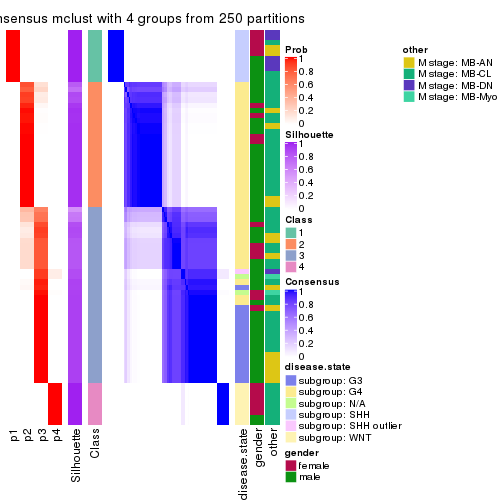 nsensus mclust with 4 groups from 250 partitions
p1
p2
p3
p4
Silhouette
Class
disease.state
gender
other
Prob
1
0.8
0.6
0.4
0.2
0
Silhouette
1
0.8
0.6
0.4
0.2
0
Class
1
2
3
4
Consensus
1
0.8
0.6
0.4
0.2
0
disease.state
subgroup: G3
subgroup: G4
subgroup: N/A
subgroup: SHH
subgroup: SHH outlier
subgroup: WNT
gender
female
male
other
M stage: MB-AN
M stage: MB-CL
M stage: MB-DN
M stage: MB-Myo